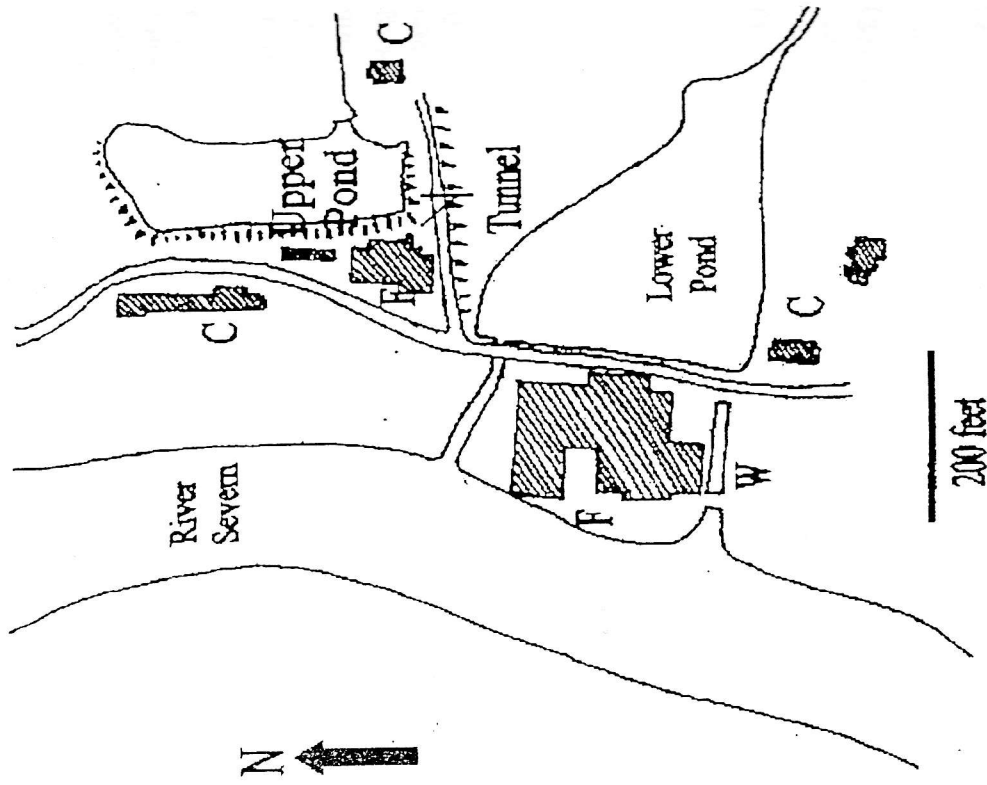 C
Upper
Pond
Tunnel
F
C
Lower
Pond
C
River
Severn
F
W
200 feet
N